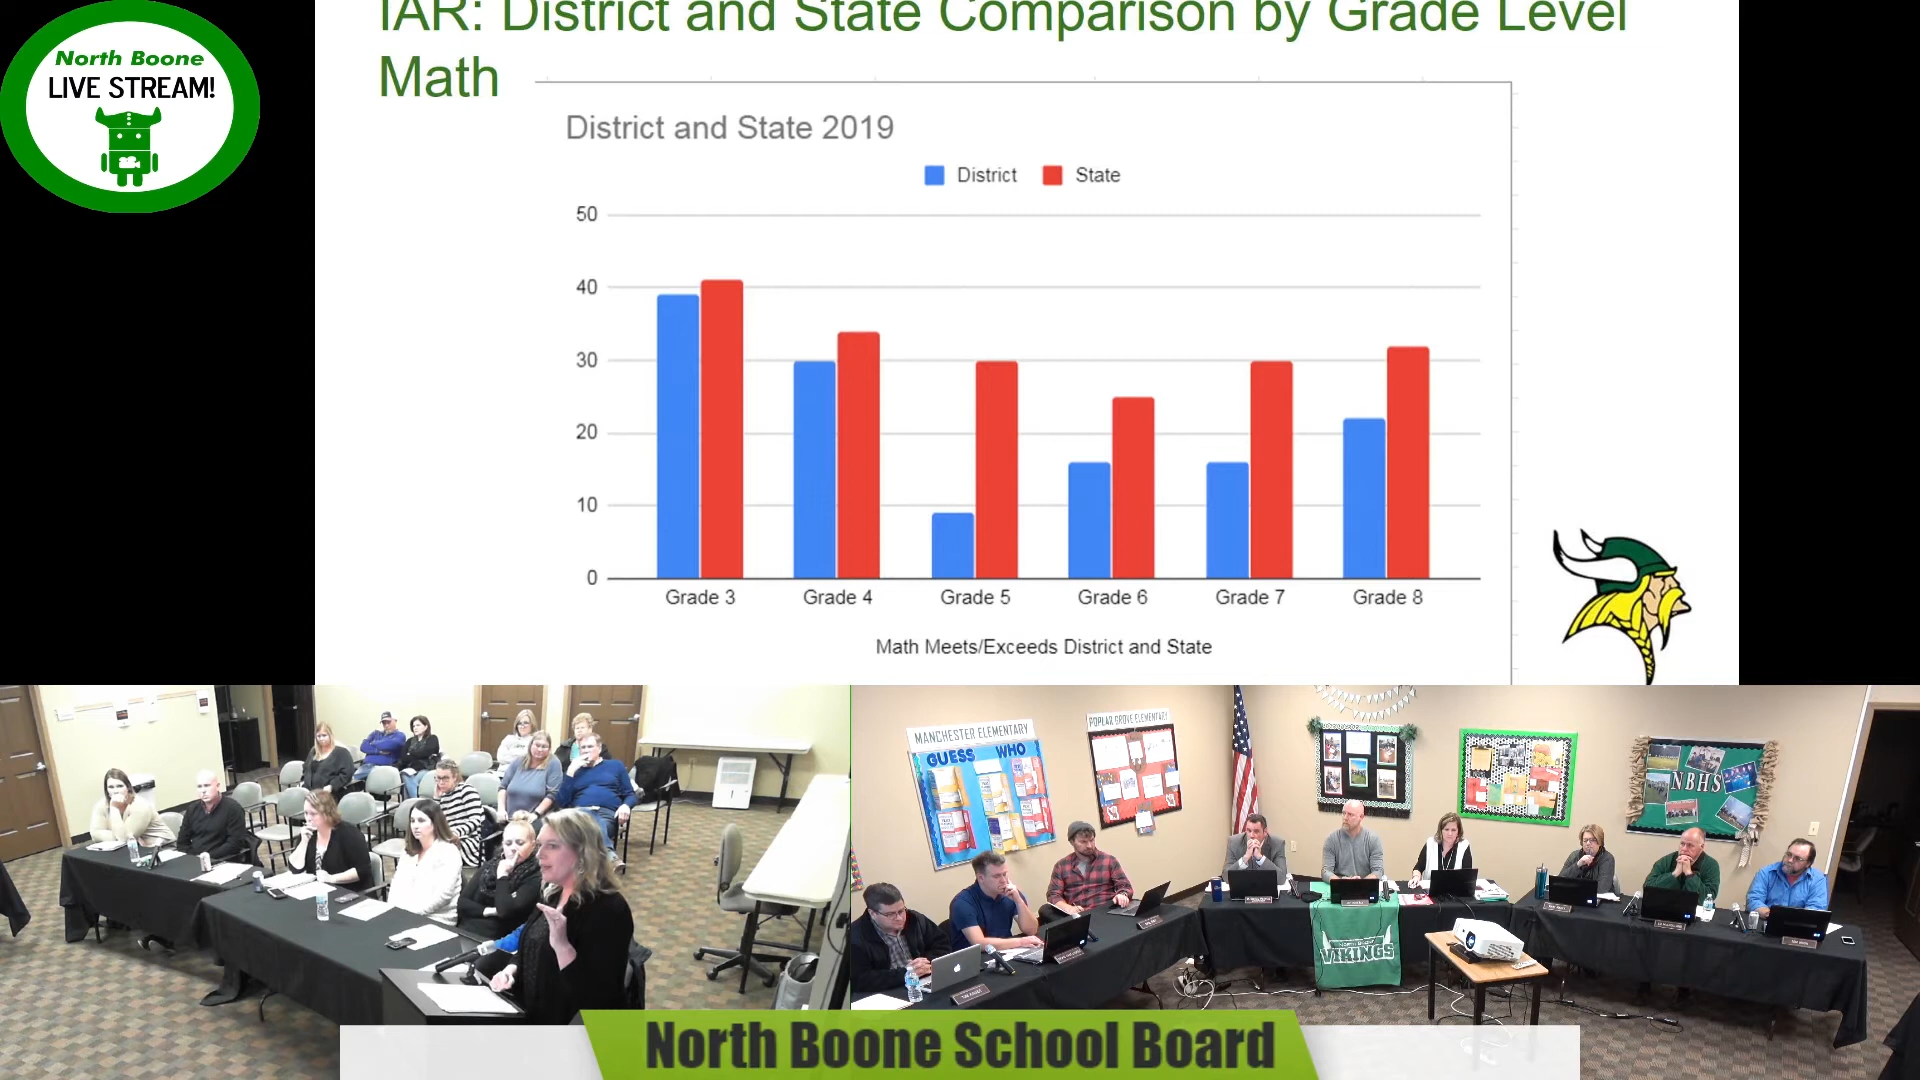 IAR: District and State Comparison by Grade Level
Math
North Boone
LIVE STREAM!
District and State 2019
District
State
50
40
30
20
10
0
Grade 3
Grade 4
Grade 5
Grade 6
Grade 7
Grade 8
Math Meets/Exceeds District and State
MANCHESTER ELEMENTARY
GUESS WHO
POPLAR GROVE ELEMENTARY
NBHS
VIKINGS
North Boone School Board